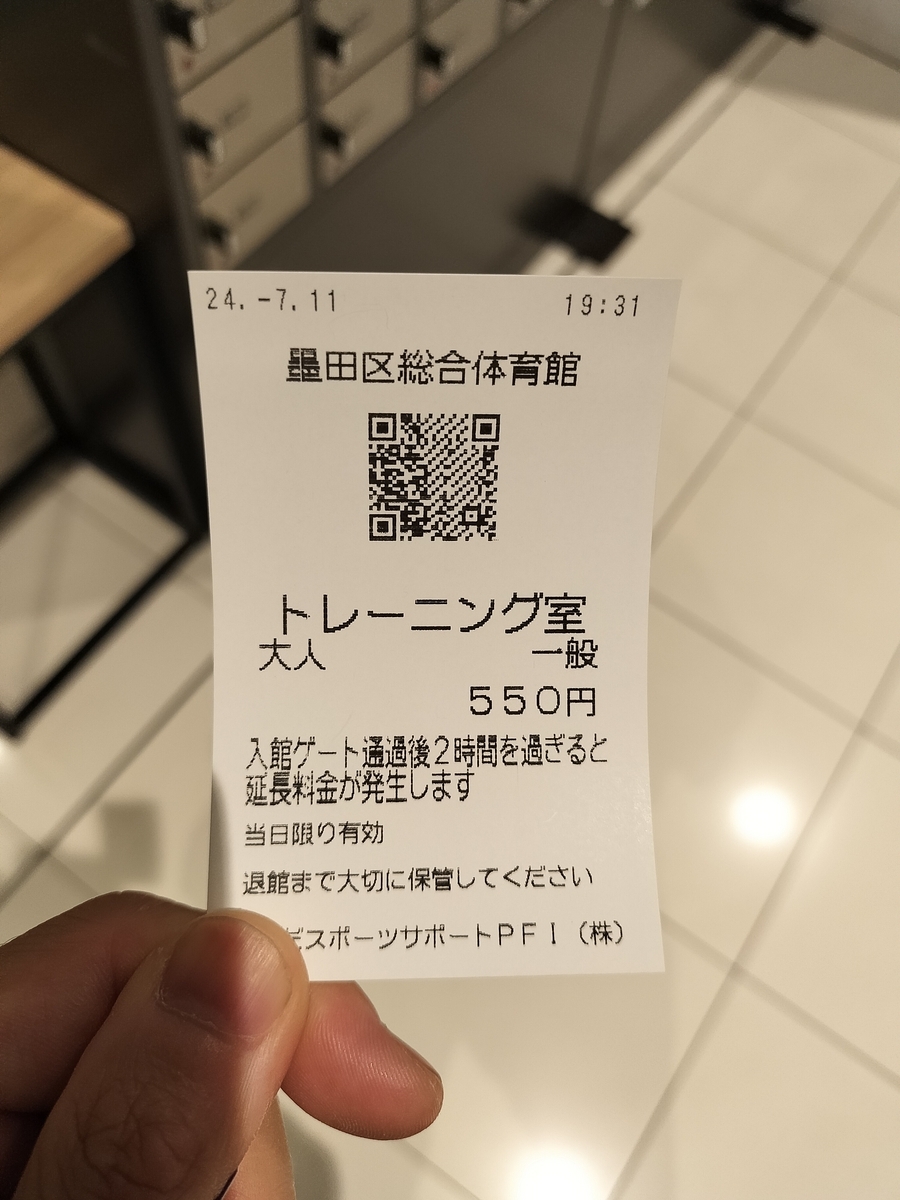 24.-7.11 19:31
墨田区総合体育館
トレーニング室
大人 一般
550円
入館ゲート通過後2時間を過ぎると
延長料金が発生します
当日限り有効
退館まで大切に保管してください
だスポーツサポートPFI(株)